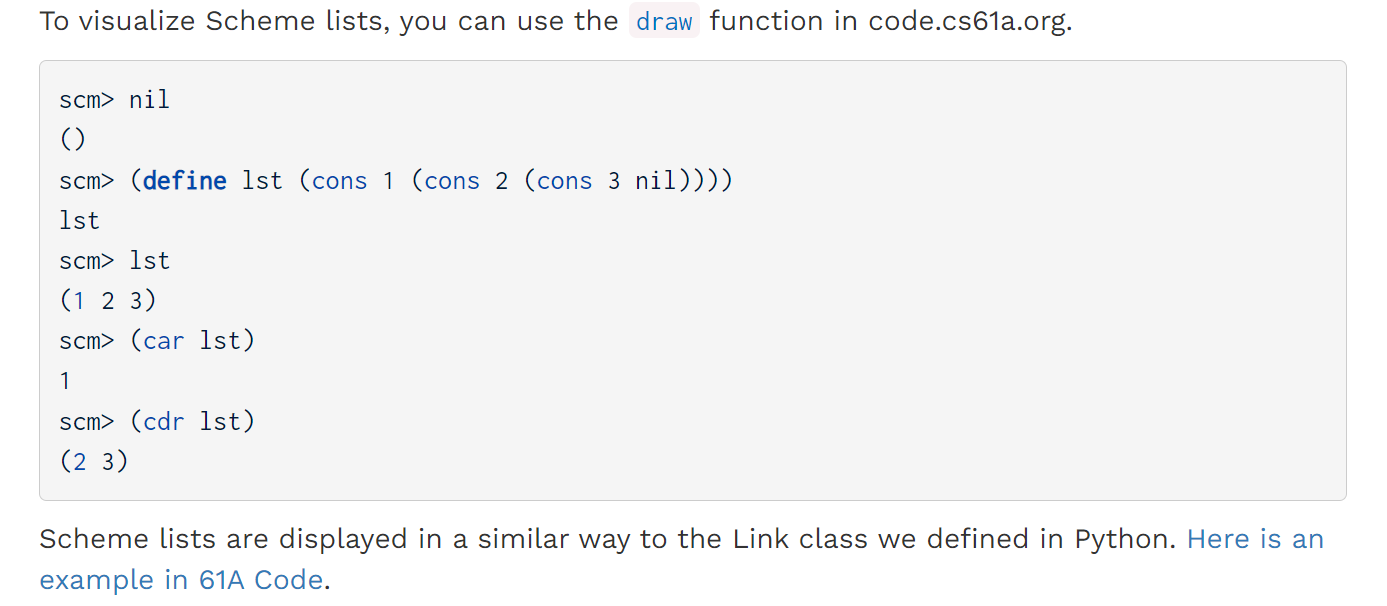 To visualize Scheme lists, you can use the draw function in code.cs61a.org.
scm> nil
()
scm> (define lst (cons 1 (cons 2 (cons 3 nil))))
lst
scm> lst
(1 2 3)
scm> (car lst)
1
scm> (cdr lst)
(2 3)
Scheme lists are displayed in a similar way to the Link class we defined in Python. Here is an
example in 61A Code.